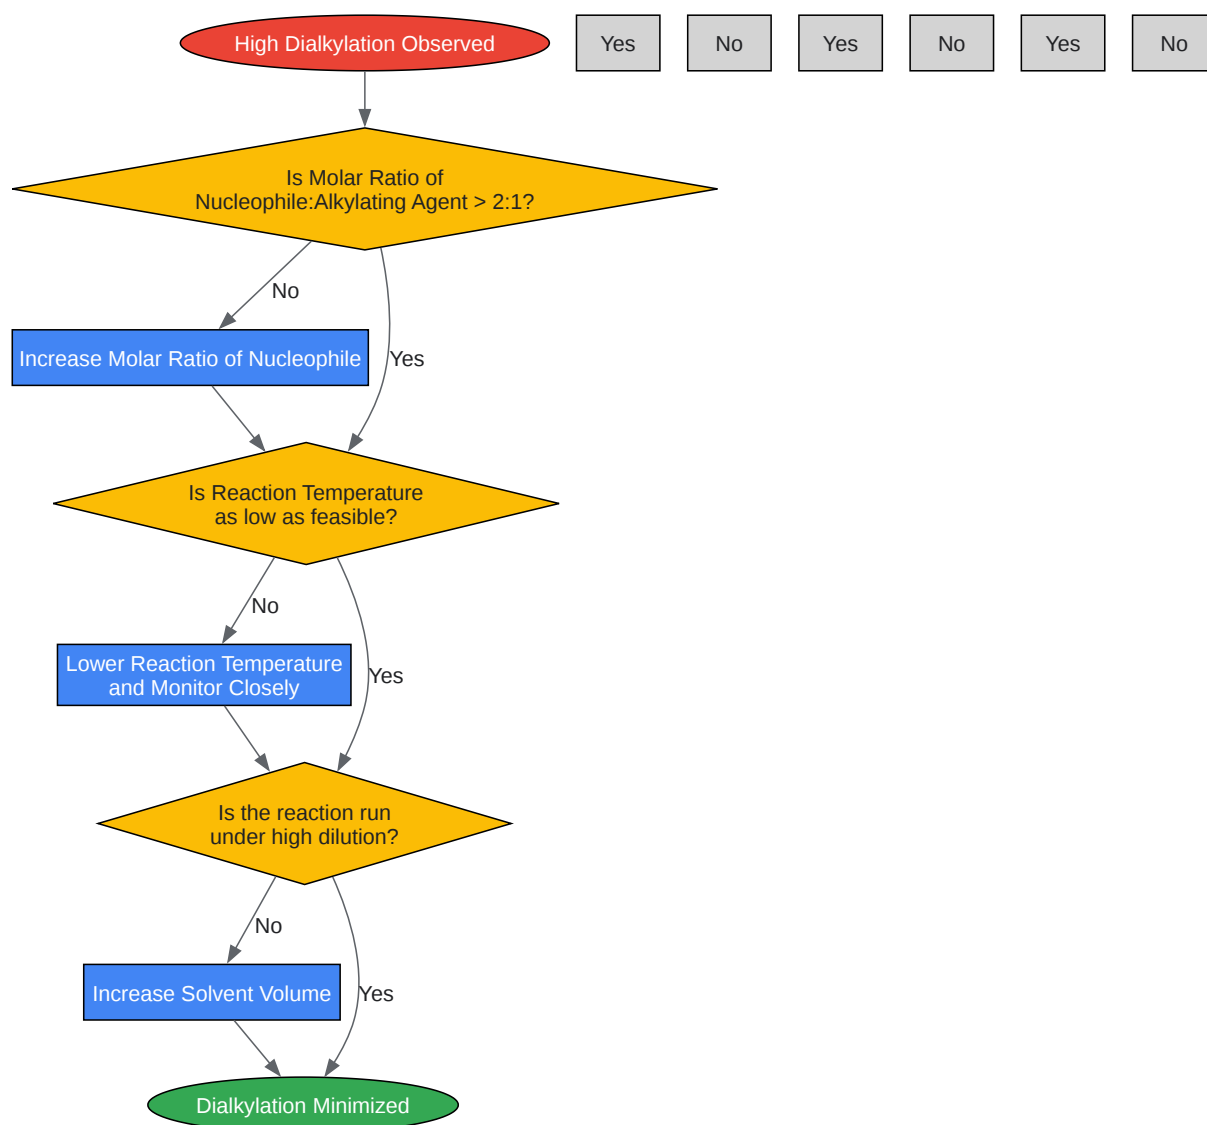 High Dialkylation Observed
Yes
No
Yes
No
Yes
No
Is Molar Ratio of
Nucleophile:Alkylating Agent > 2:1?
No
Increase Molar Ratio of Nucleophile
Yes
Is Reaction Temperature
as low as feasible?
No
Lower Reaction Temperature
and Monitor Closely
Yes
Is the reaction run
under high dilution?
No
Increase Solvent Volume
Yes
Dialkylation Minimized